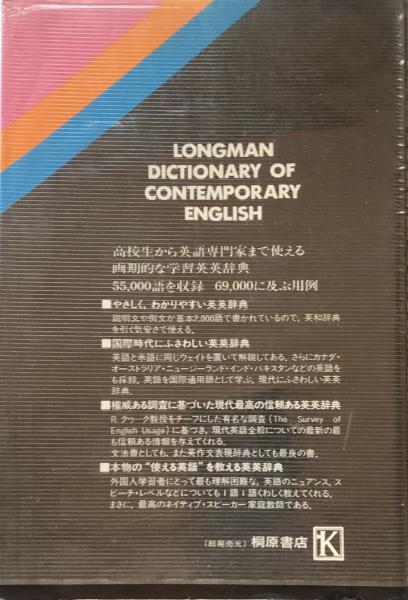 LONGMAN
DICTIONARY OF
CONTEMPORARY
ENGLISH
高校生から英語専門家まで使える
画期的な学習英英辞典
55,000語を収録 69,000に及ぶ用例
■やさしく,わかりやすい英英辞典
説明文や例文が基本2,000語で書かれているので,英和辞典
を引く気安さで使える.
■国際時代にふさわしい英英辞典
英語と米語に同じウェイトを置いて解説してある.さらにカナダ・
オーストラリア・ニュージーランド・インド・パキスタンなどの英語を
も採録.英語を国際通用語として学ぶ,現代にふさわしい英英
辞典.
■権威ある調査に基づいた現代最高の信頼ある英英辞典
R.クヮーク教授をチーフにした有名な調査(The Survey of
English Usage)に基づき,現代英語全般についての最新の最
も信頼ある情報を与えてくれる.
文法書としても,また英作文表現辞典としても最良の書.
■本物の“使える英語”を教える英英辞典
外国人学習者にとって最も理解困難な,英語のニュアンス,ス
ピーチ・レベルなどについても1語1語くわしく教えてくれる.
まさに,最高のネイティブ・スピーカー家庭教師である.
(総発売元) 桐原書店
K